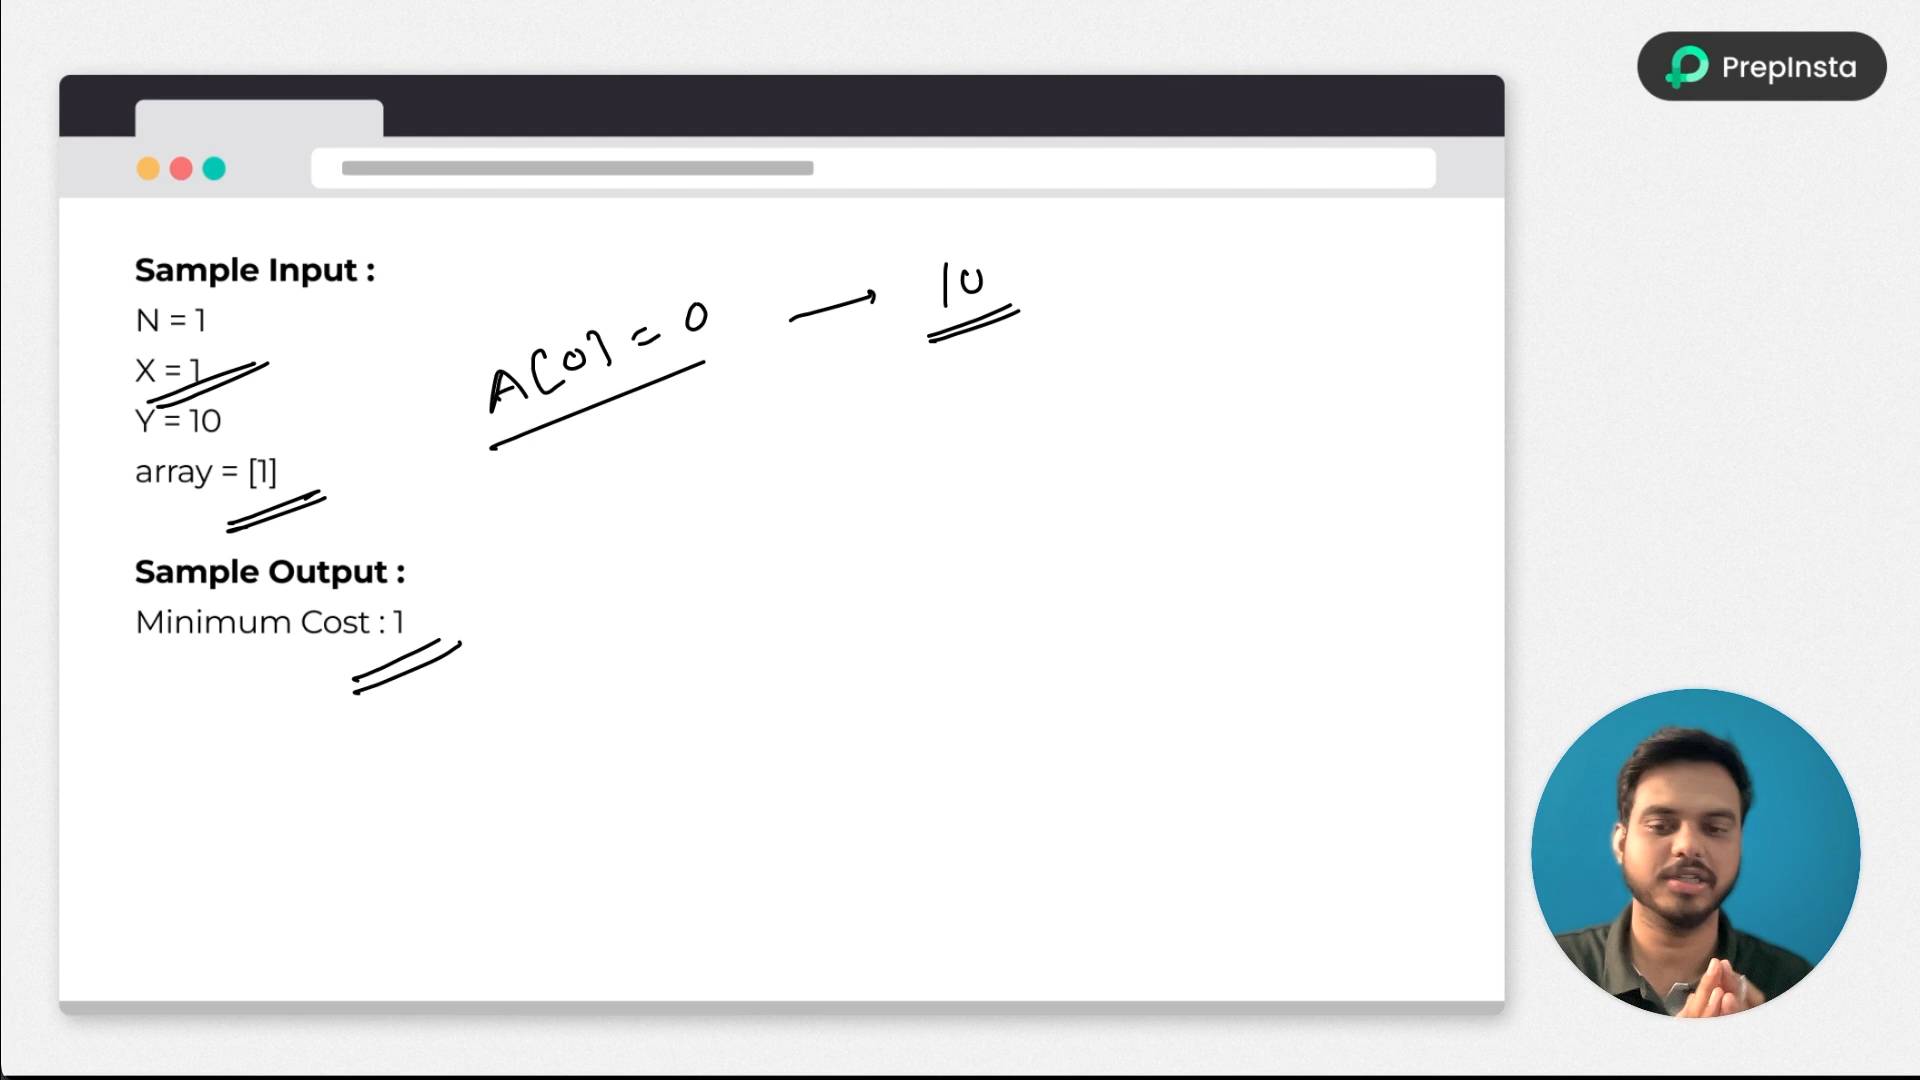 PrepInsta
Sample Input :
N = 1
X = 1
Y = 10
array = [1]
A[0] = 0 → 10
Sample Output :
Minimum Cost : 1